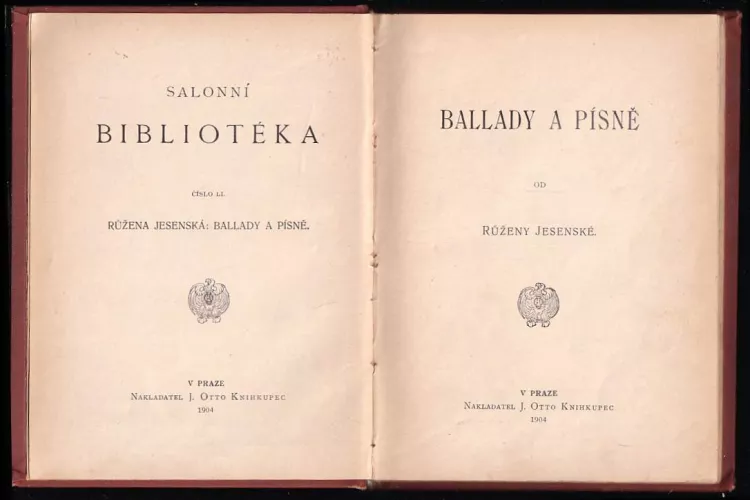 SALONNÍ
BIBLIOTÉKA
ČÍSLO LI.
RŮŽENA JESENSKÁ: BALLADY A PÍSNĚ.
V PRAZE
NAKLADATEL J. OTTO KNIHKUPEC
1904
BALLADY A PÍSNĚ
OD
RŮŽENY JESENSKÉ.
V PRAZE
NAKLADATEL J. OTTO KNIHKUPEC
1904